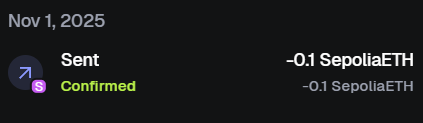 Nov 1, 2025
Sent
-0.1 SepoliaETH
S
Confirmed
-0.1 SepoliaETH